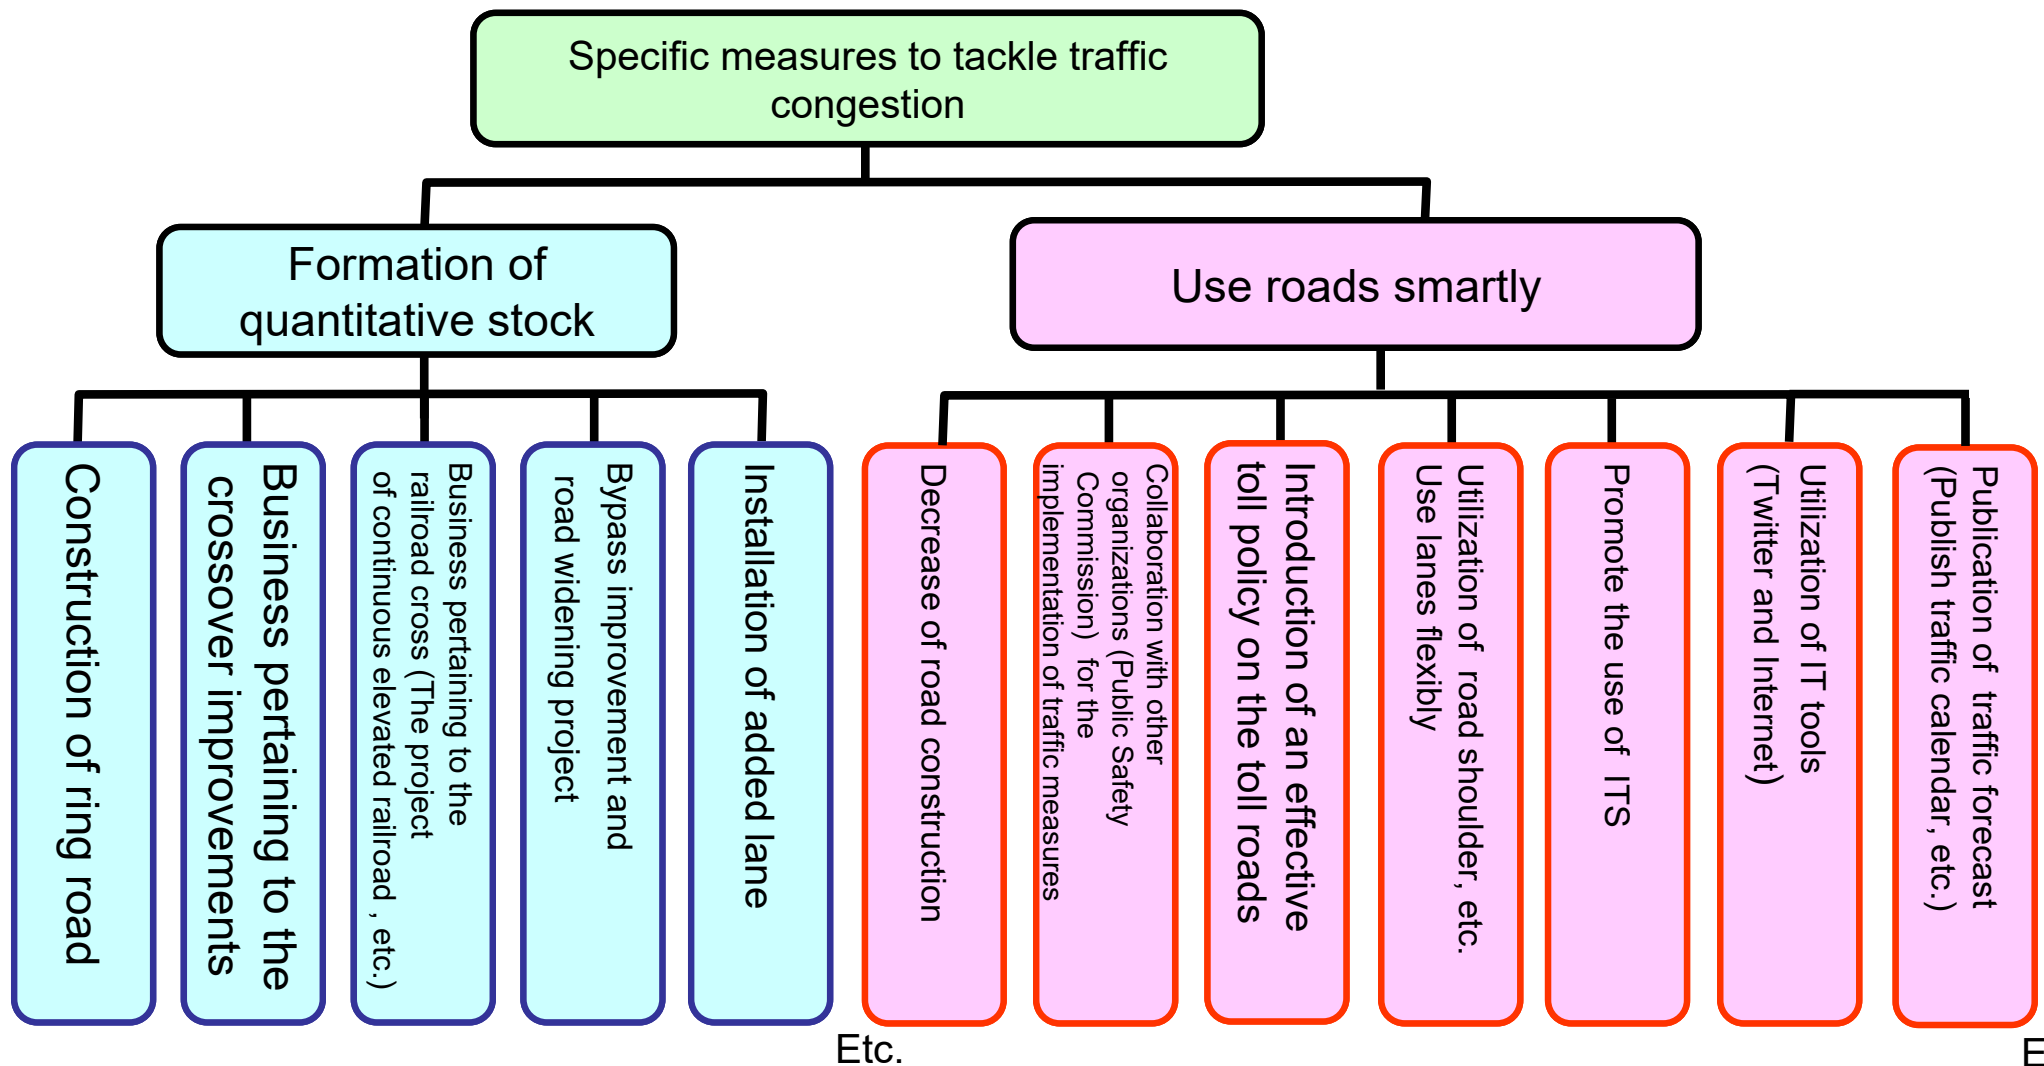 Specific measures to tackle traffic
congestion
Formation of
quantitative stock
Use roads smartly
Construction of ring road
Business pertaining to the
crossover improvements
Business pertaining to the
railroad cross (The project
of continuous elevated railroad , etc.)
Bypass improvement and
road widening project
Installation of added lane
Decrease of road construction
Collaboration with other
organizations (Public Safety
Commission) for the
implementation of traffic measures
Introduction of an effective
toll policy on the toll roads
Utilization of road shoulder, etc.
Use lanes flexibly
Promote the use of ITS
Utilization of IT tools
(Twitter and Internet)
Publication of traffic forecast
(Publish traffic calendar, etc.)
Etc.
E